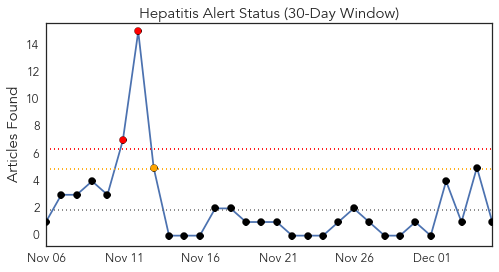 Hepatitis Alert Status (30-Day Window)
Articles Found
14
12
10
8
6
4
2
0
Nov 06
Nov 11
Nov 16
Nov 21
Nov 26
Dec 01